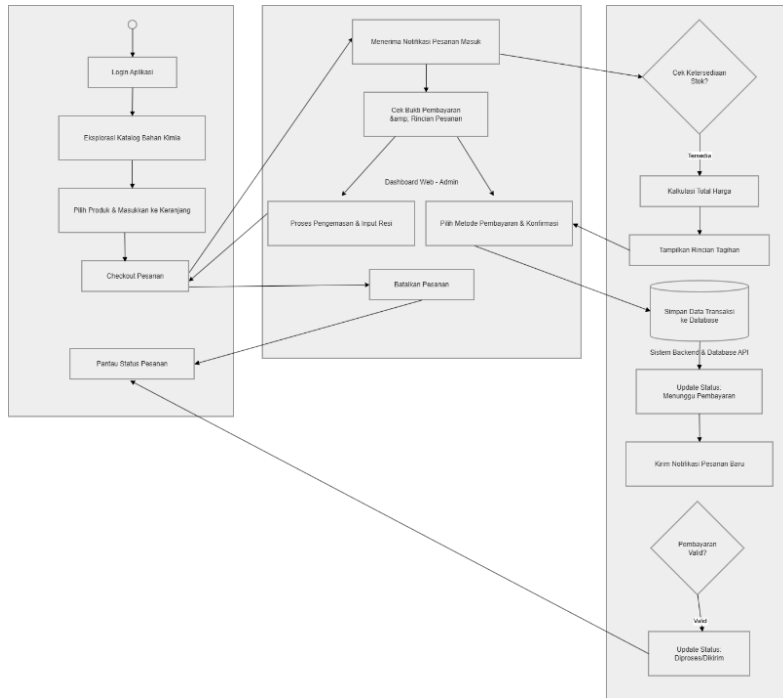 Login Aplikasi
Eksplorasi Katalog Bahan Kimia
Pilih Produk & Masukkan ke Keranjang
Checkout Pesanan
Pantau Status Pesanan
Menerima Notifikasi Pesanan Masuk
Cek Bukti Pembayaran
&amp; Rincian Pesanan
Dashboard Web - Admin
Proses Pengemasan & Input Resi
Pilih Metode Pembayaran & Konfirmasi
Batalkan Pesanan
Cek Ketersediaan
Stok?
Tersedia
Kalkulasi Total Harga
Tampilkan Rincian Tagihan
Simpan Data Transaksi
ke Database
Sistem Backend & Database API
Update Status:
Menunggu Pembayaran
Kirim Notifikasi Pesanan Baru
Pembayaran
Valid?
Valid
Update Status:
Diproses/Dikirim